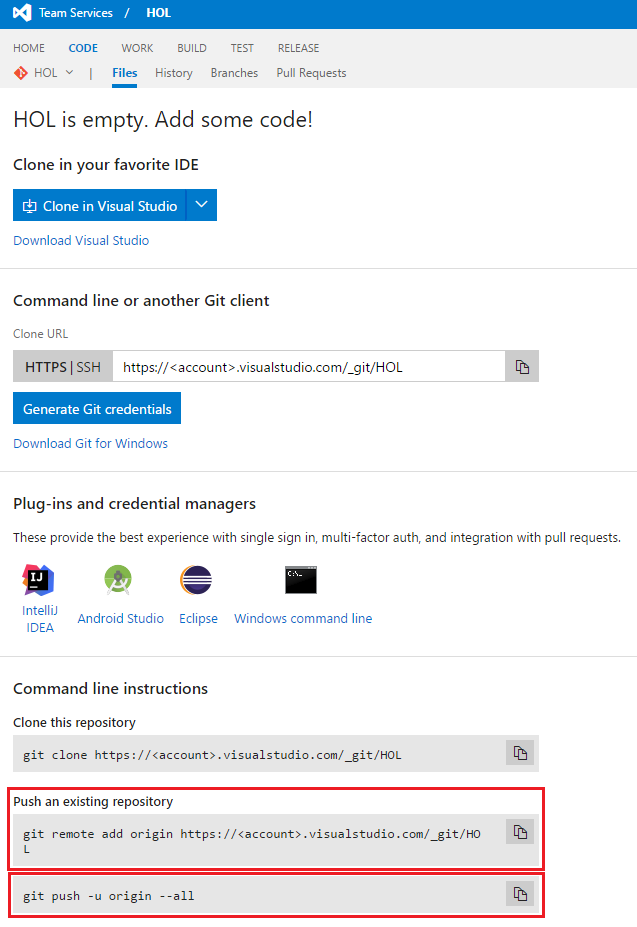 Team Services / HOL
HOME CODE WORK BUILD TEST RELEASE
HOL | Files History Branches Pull Requests
HOL is empty. Add some code!
Clone in your favorite IDE
Clone in Visual Studio
Download Visual Studio
Command line or another Git client
Clone URL
HTTPS | SSH https://<account>.visualstudio.com/_git/HOL
Generate Git credentials
Download Git for Windows
Plug-ins and credential managers
These provide the best experience with single sign in, multi-factor auth, and integration with pull requests.
IJ C:\_
IntelliJ
IDEA Android Studio Eclipse Windows command line
Command line instructions
Clone this repository
git clone https://<account>.visualstudio.com/_git/HOL
Push an existing repository
git remote add origin https://<account>.visualstudio.com/_git/HO
L
git push -u origin --all